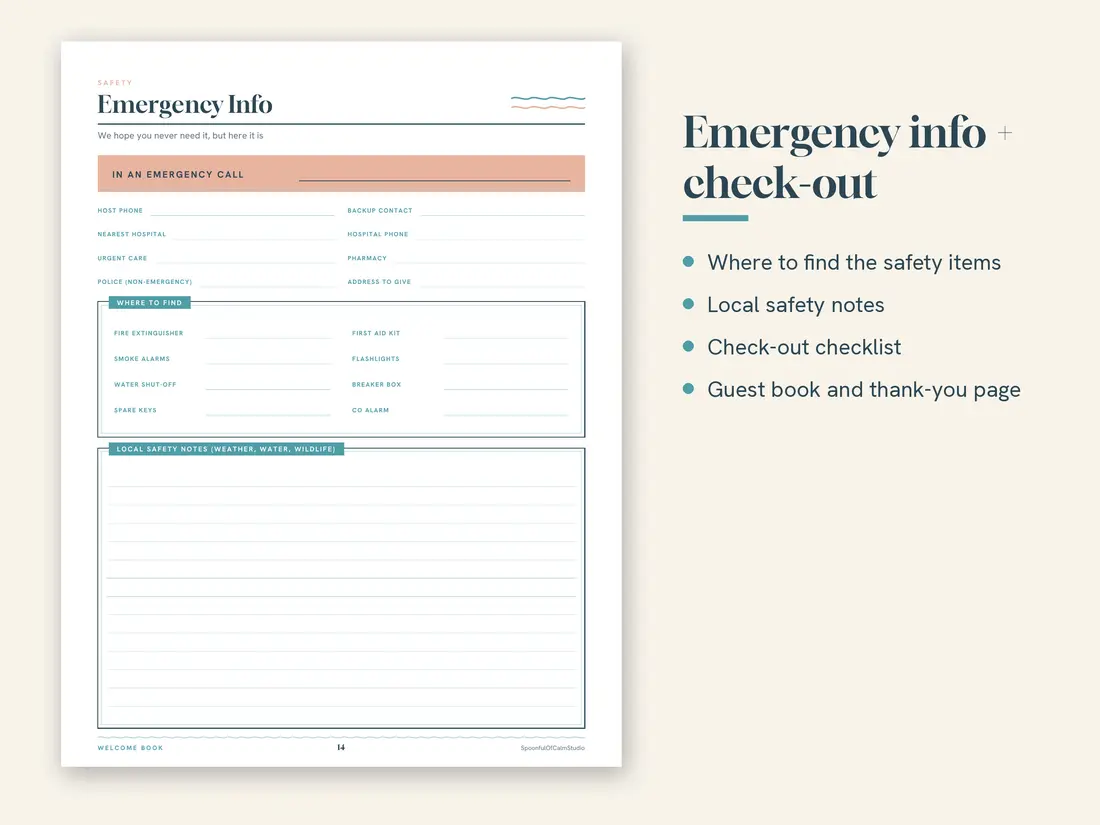 SAFETY
Emergency Info
We hope you never need it, but here it is
IN AN EMERGENCY CALL
HOST PHONE
BACKUP CONTACT
NEAREST HOSPITAL
HOSPITAL PHONE
URGENT CARE
PHARMACY
POLICE (NON-EMERGENCY)
ADDRESS TO GIVE
WHERE TO FIND
FIRE EXTINGUISHER
FIRST AID KIT
SMOKE ALARMS
FLASHLIGHTS
WATER SHUT-OFF
BREAKER BOX
SPARE KEYS
CO ALARM
LOCAL SAFETY NOTES (WEATHER, WATER, WILDLIFE)
WELCOME BOOK
14
SpoonfulOfCalmStudio
Emergency info +
check-out
Where to find the safety items
Local safety notes
Check-out checklist
Guest book and thank-you page